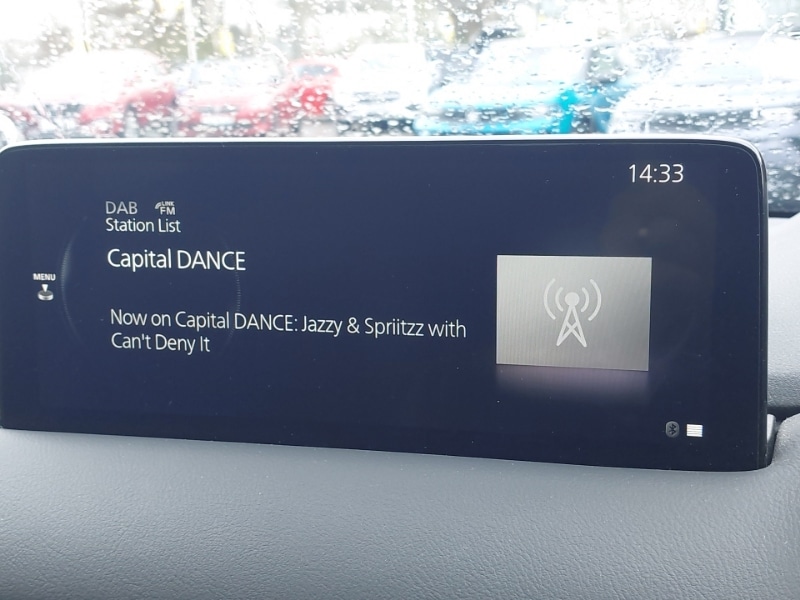 14:33
DAB LINK FM
Station List
Capital DANCE
MENU
Now on Capital DANCE: Jazzy & Spriitzz with
Can't Deny It